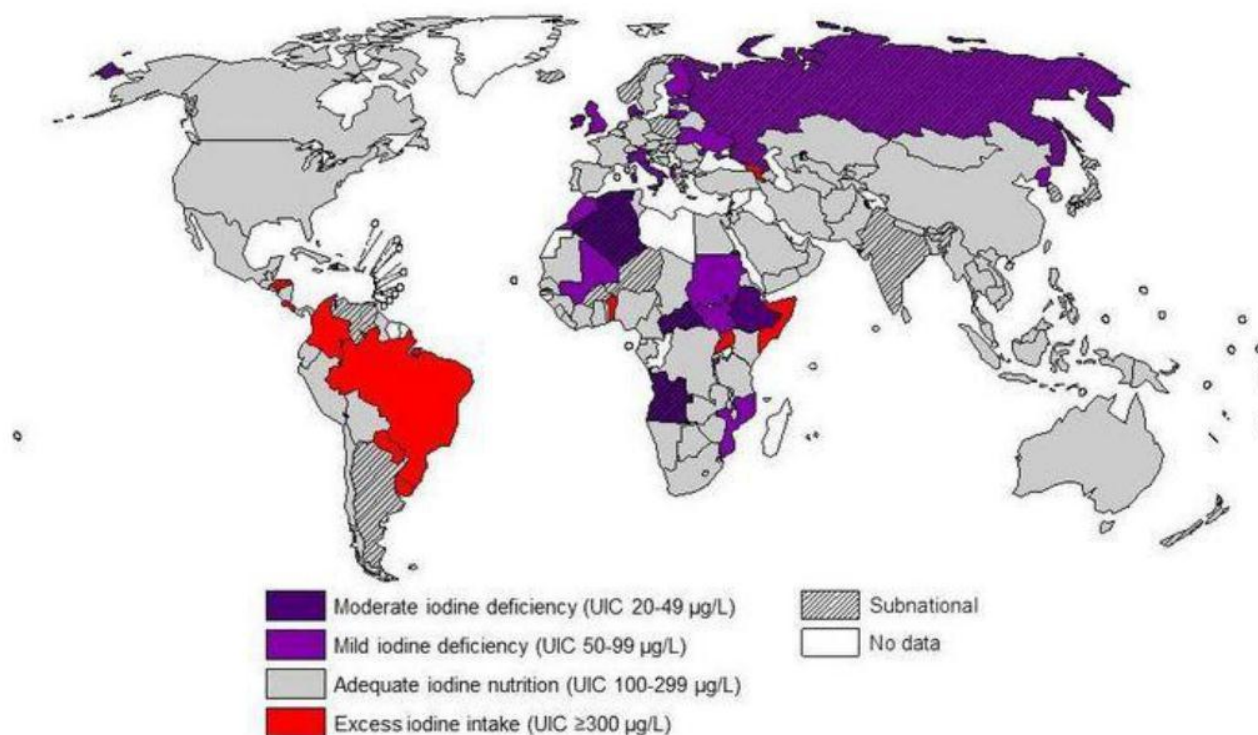 Moderate iodine deficiency (UIC 20-49 µg/L)
Mild iodine deficiency (UIC 50-99 µg/L)
Adequate iodine nutrition (UIC 100-299 µg/L)
Excess iodine intake (UIC ≥300 µg/L)
Subnational
No data